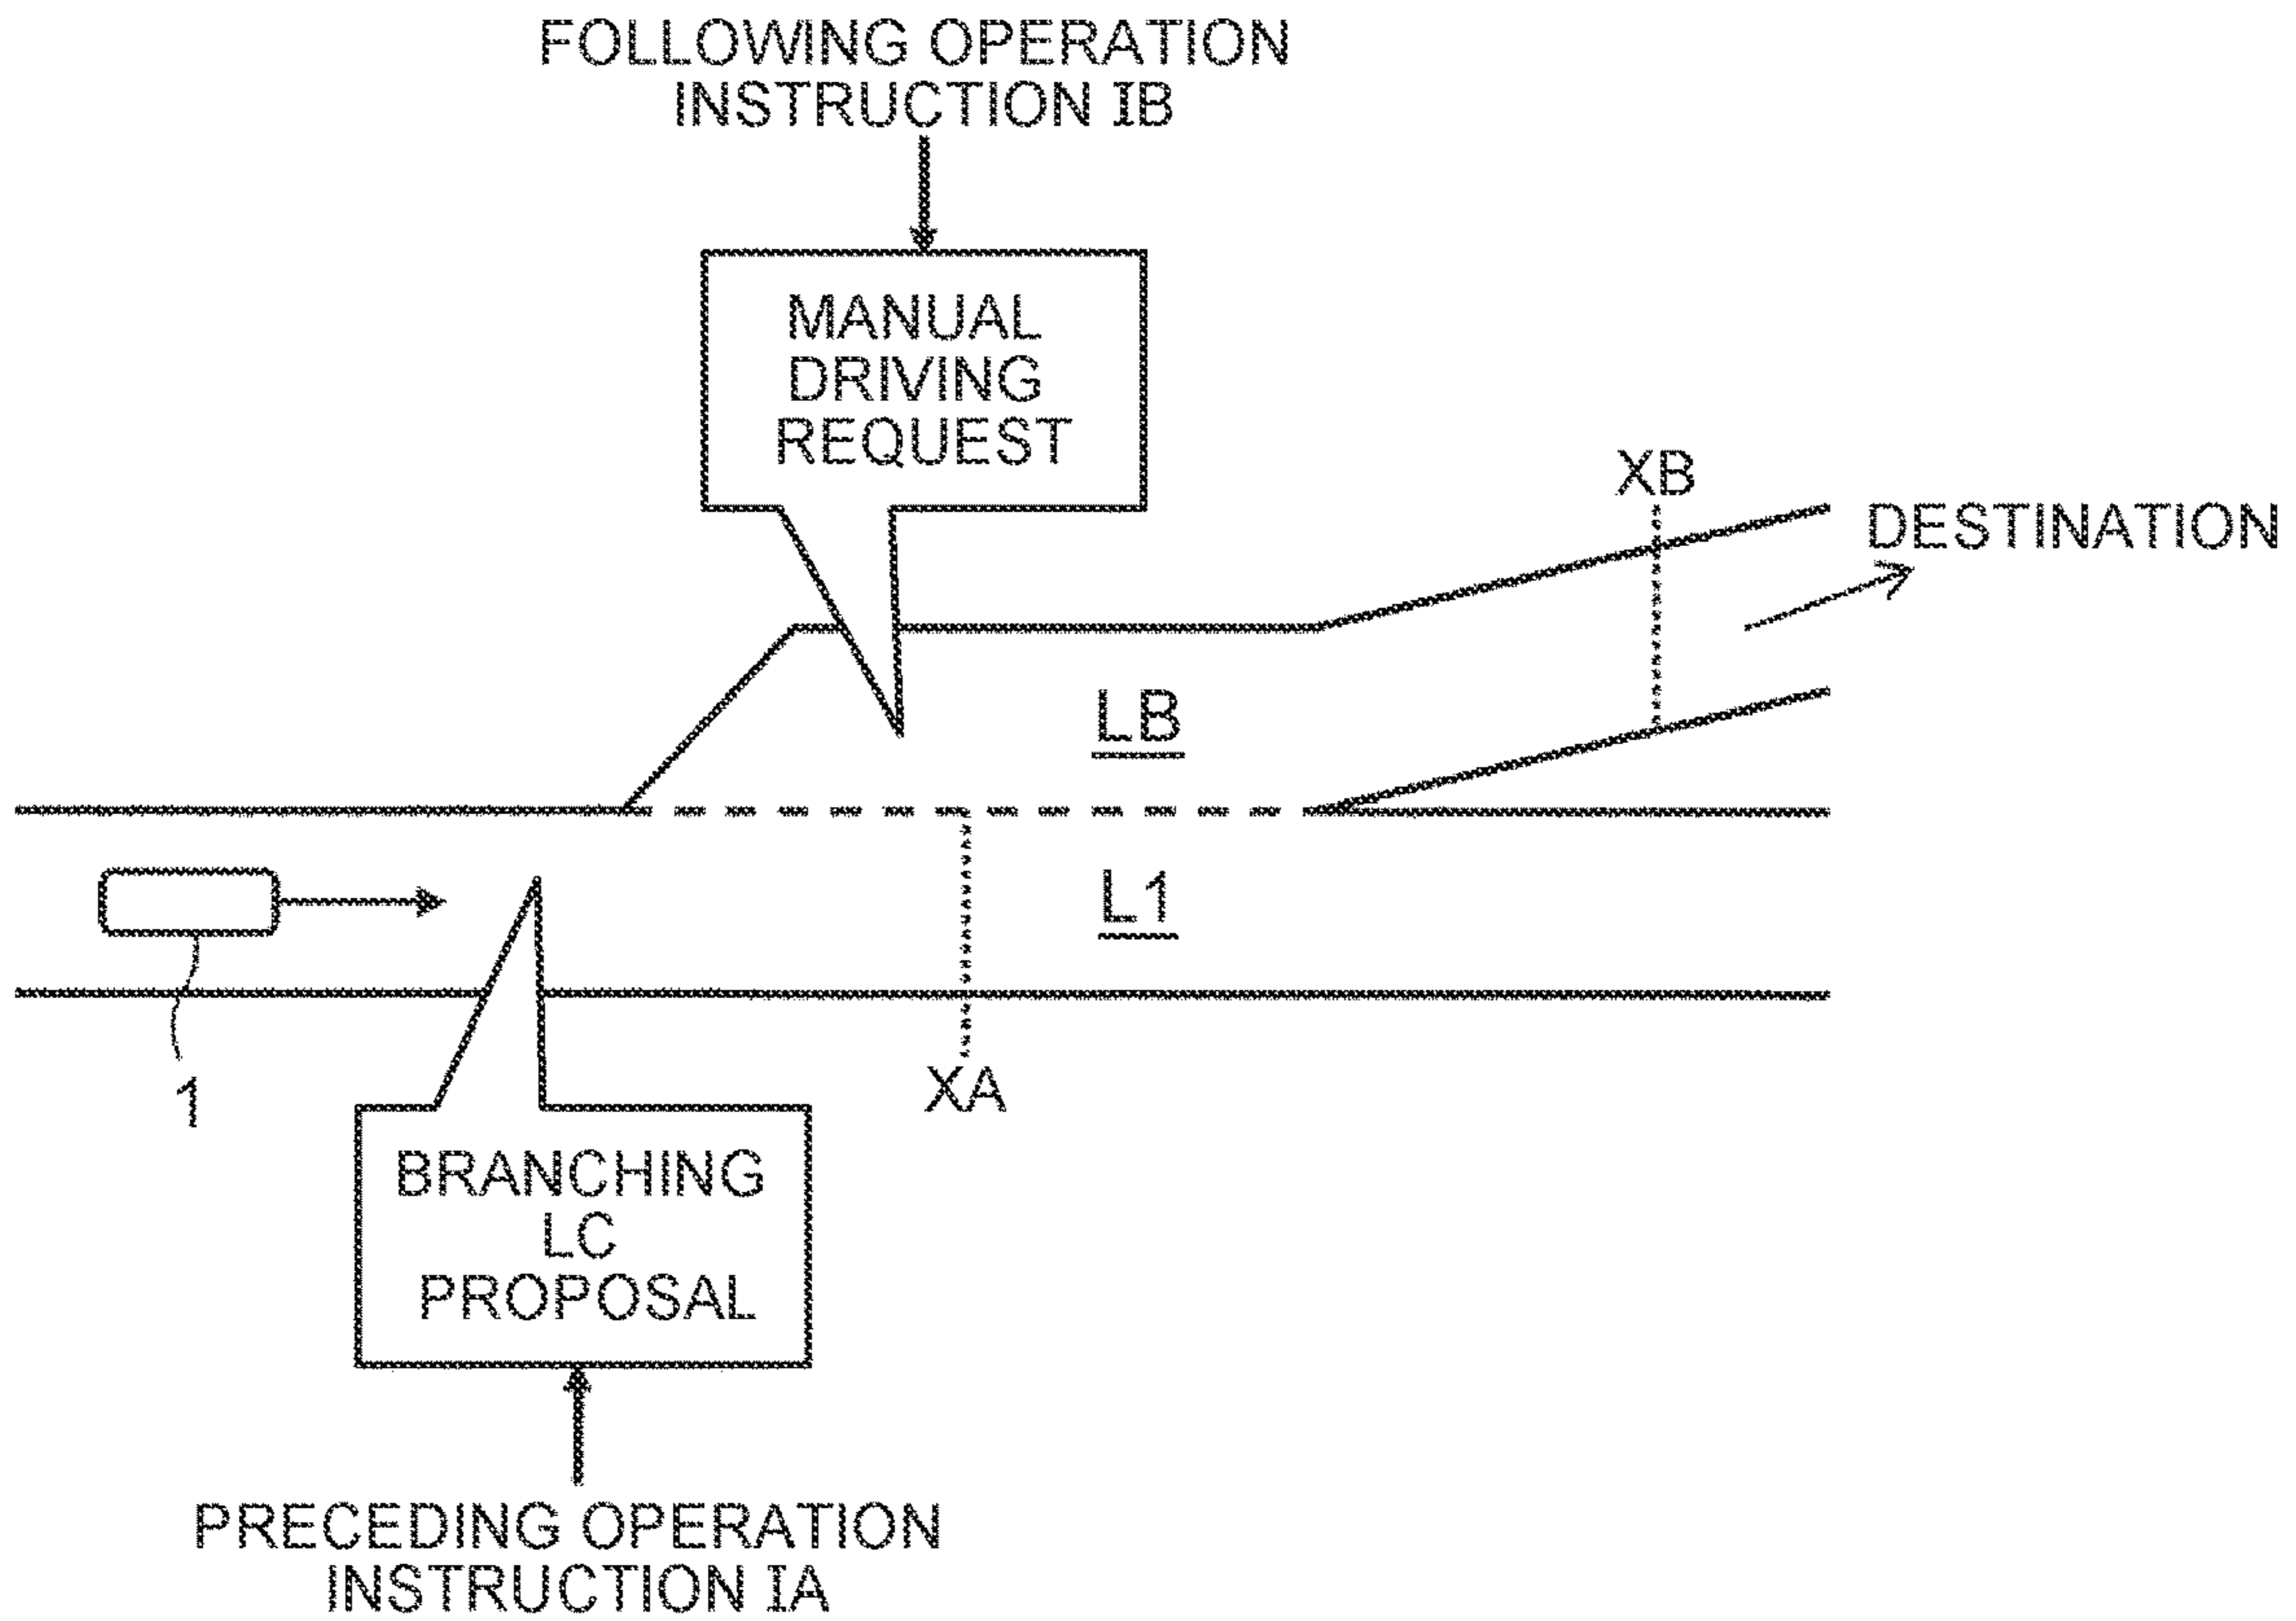 FOLLOWING OPERATION
INSTRUCTION IB
MANUAL
DRIVING
REQUEST
XB
DESTINATION
LB
L1
1
XA
BRANCHING
LC
PROPOSAL
PRECEDING OPERATION
INSTRUCTION IA